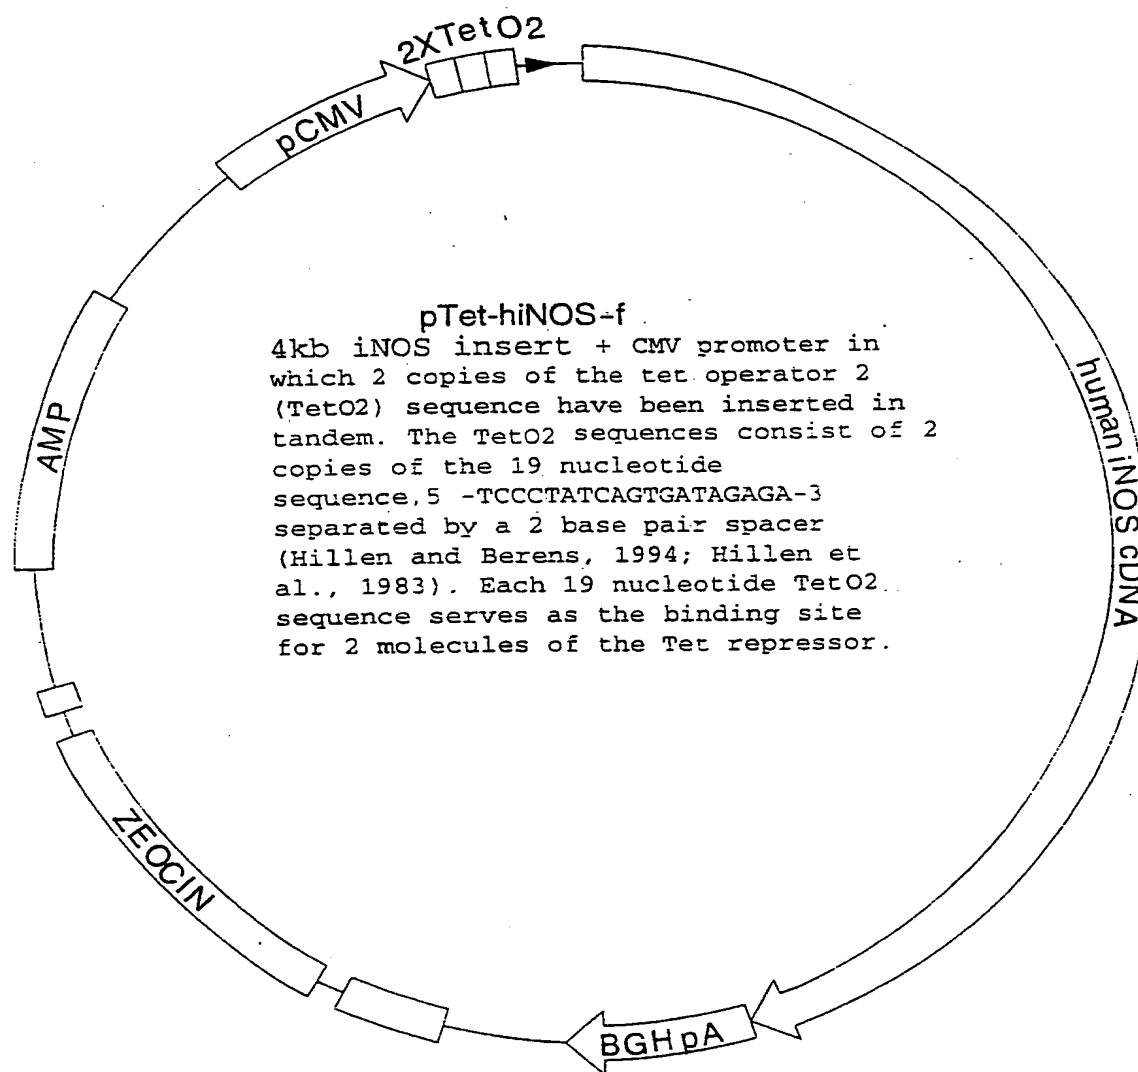 2XTetO2
pCMV
pTet-hiNOS-f
4kb iNOS insert + CMV promoter in
which 2 copies of the tet operator 2
(TetO2) sequence have been inserted in
tandem. The TetO2 sequences consist of 2
copies of the 19 nucleotide
sequence,5 -TCCCTATCAGTGATAGAGA-3
separated by a 2 base pair spacer
(Hillen and Berens, 1994; Hillen et
al., 1983). Each 19 nucleotide TetO2
sequence serves as the binding site
for 2 molecules of the Tet repressor.
human iNOS cDNA
AMP
ZEOCIN
BGHpA